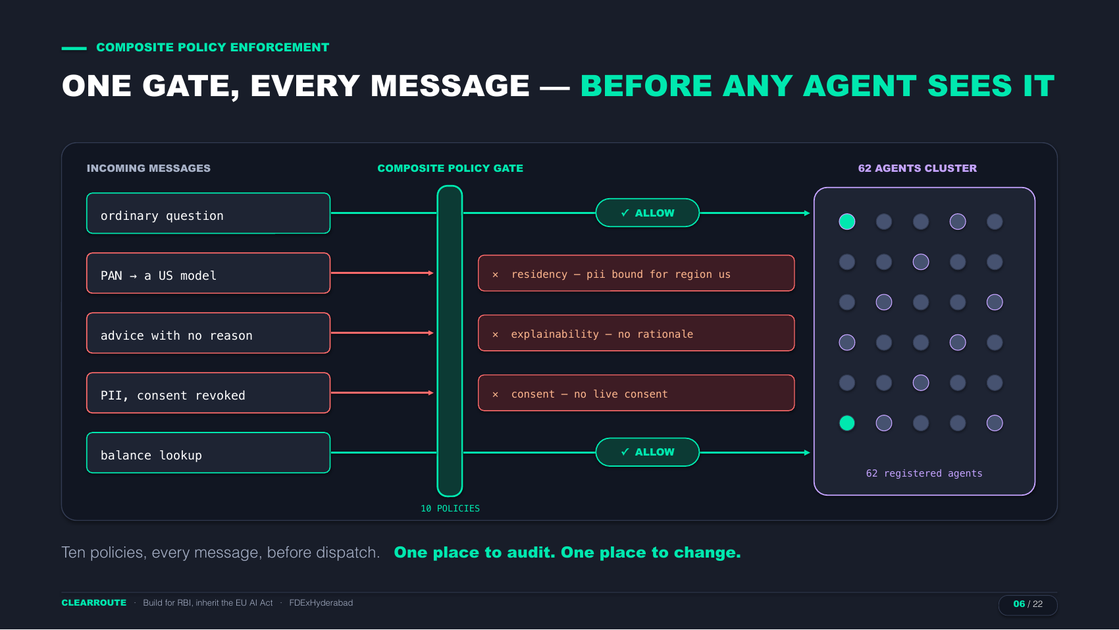 COMPOSITE POLICY ENFORCEMENT
ONE GATE, EVERY MESSAGE — BEFORE ANY AGENT SEES IT
INCOMING MESSAGES
COMPOSITE POLICY GATE
62 AGENTS CLUSTER
ordinary question
✓ ALLOW
PAN → a US model
× residency — pii bound for region us
advice with no reason
× explainability — no rationale
PII, consent revoked
× consent — no live consent
balance lookup
✓ ALLOW
62 registered agents
10 POLICIES
Ten policies, every message, before dispatch. One place to audit. One place to change.
CLEARROUTE · Build for RBI, inherit the EU AI Act · FDExHyderabad
06 / 22